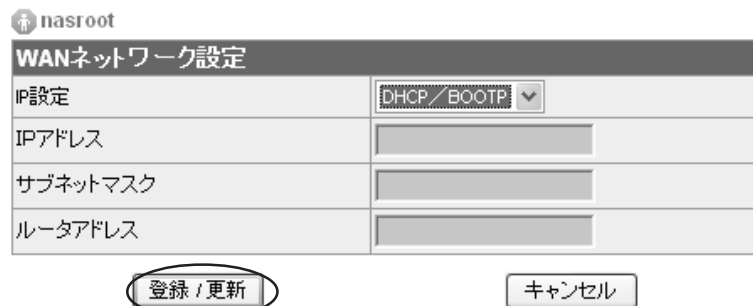 nasroot
WANネットワーク設定
IP設定 DHCP／BOOTP
IPアドレス
サブネットマスク
ルータアドレス
登録 / 更新 キャンセル